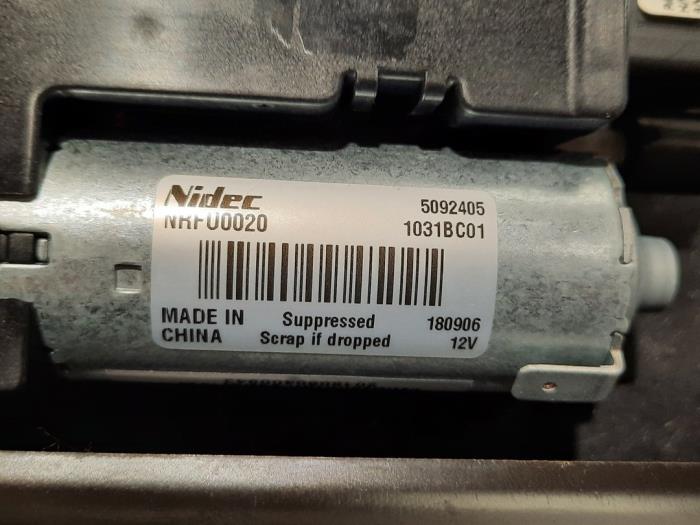 Nidec 5092405
NRFU0020 1031BC01
MADE IN Suppressed 180906
CHINA Scrap if dropped 12V